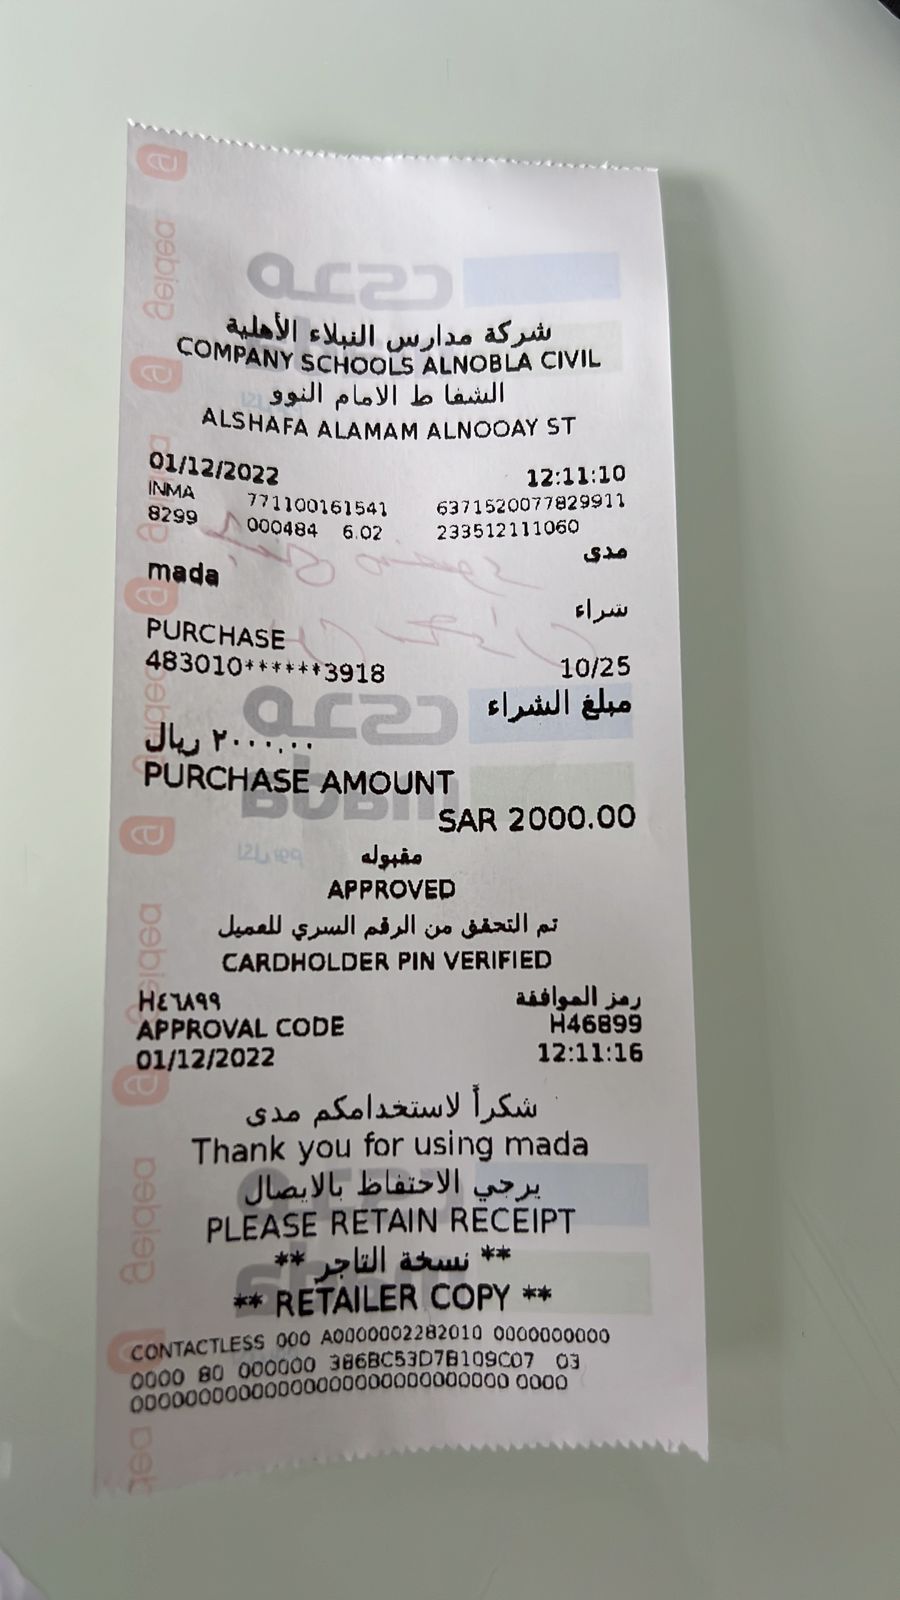 شركة مدارس النبلاء الأهلية
COMPANY SCHOOLS ALNOBLA CIVIL
الشفا ط الامام النوو
ALSHAFA ALAMAM ALNOOAY ST
01/12/2022 12:11:10
INMA 771100161541 6371520077829911
8299 000484 6.02 233512111060
مدى
mada
شراء
PURCHASE
483010******3918 10/25
مبلغ الشراء
٢٠٠٠.٠٠ ريال
PURCHASE AMOUNT
SAR 2000.00
مقبوله
APPROVED
تم التحقق من الرقم السري للعميل
CARDHOLDER PIN VERIFIED
H٤٦٨٩٩ رمز الموافقة
APPROVAL CODE H46899
01/12/2022 12:11:16
شكراً لاستخدامكم مدى
Thank you for using mada
يرجي الاحتفاظ بالايصال
PLEASE RETAIN RECEIPT
** نسخة التاجر **
** RETAILER COPY **
CONTACTLESS 000 A0000002282010 0000000000
0000 80 000000 386BC53D7B109C07 03